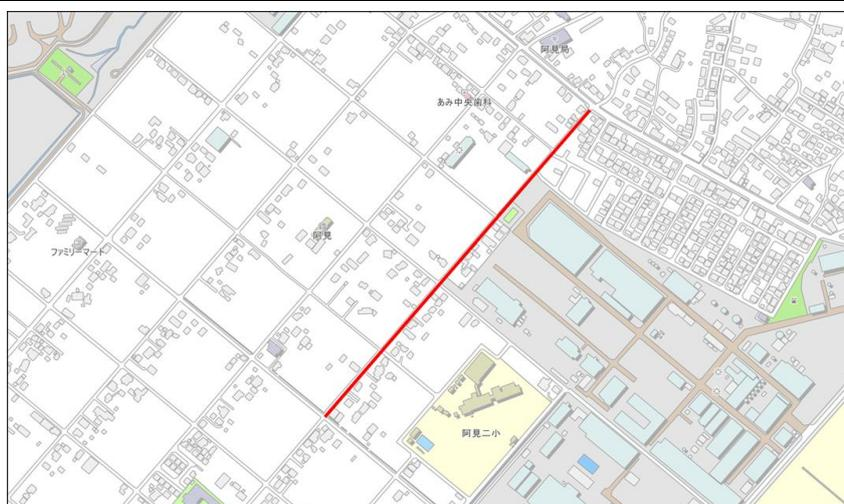 阿見局
あみ中央歯科
阿見
ファミリーマート
阿見二小